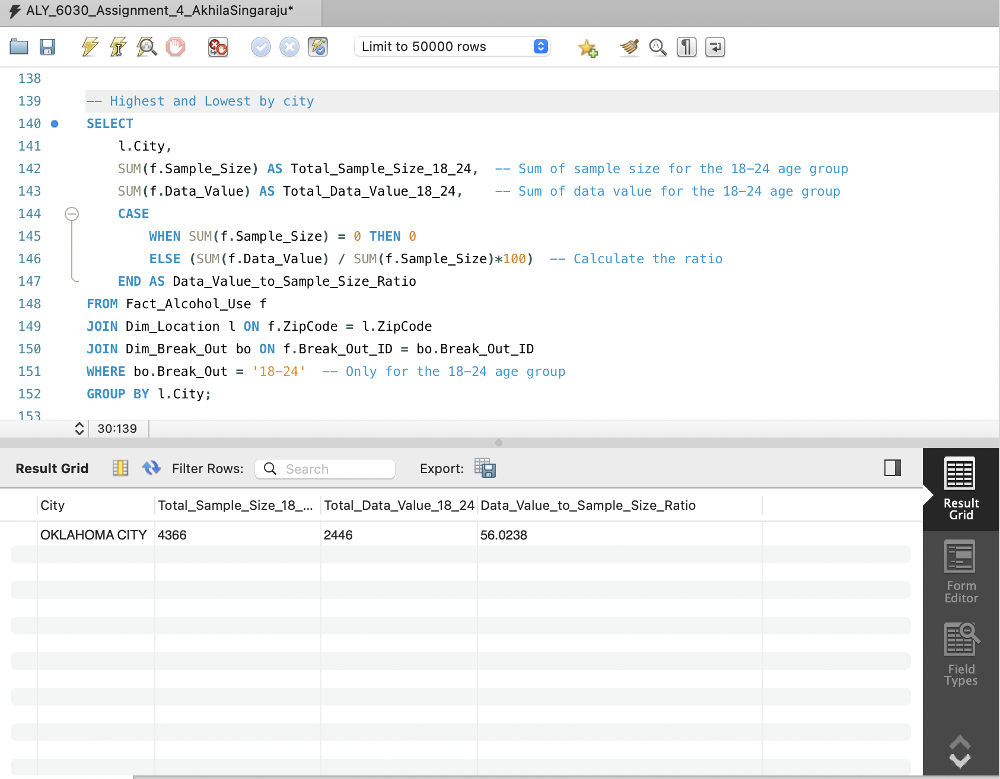 ALY_6030_Assignment_4_AkhilaSingaraju*
Limit to 50000 rows
138
139 -- Highest and Lowest by city
140 SELECT
141 l.City,
142 SUM(f.Sample_Size) AS Total_Sample_Size_18_24, -- Sum of sample size for the 18-24 age group
143 SUM(f.Data_Value) AS Total_Data_Value_18_24, -- Sum of data value for the 18-24 age group
144 CASE
145 WHEN SUM(f.Sample_Size) = 0 THEN 0
146 ELSE (SUM(f.Data_Value) / SUM(f.Sample_Size)*100) -- Calculate the ratio
147 END AS Data_Value_to_Sample_Size_Ratio
148 FROM Fact_Alcohol_Use f
149 JOIN Dim_Location l ON f.ZipCode = l.ZipCode
150 JOIN Dim_Break_Out bo ON f.Break_Out_ID = bo.Break_Out_ID
151 WHERE bo.Break_Out = '18-24' -- Only for the 18-24 age group
152 GROUP BY l.City;
153
30:139
Result Grid Filter Rows: Search Export:
City Total_Sample_Size_18_... Total_Data_Value_18_24 Data_Value_to_Sample_Size_Ratio
OKLAHOMA CITY 4366 2446 56.0238
Result
Grid
Form
Editor
Field
Types